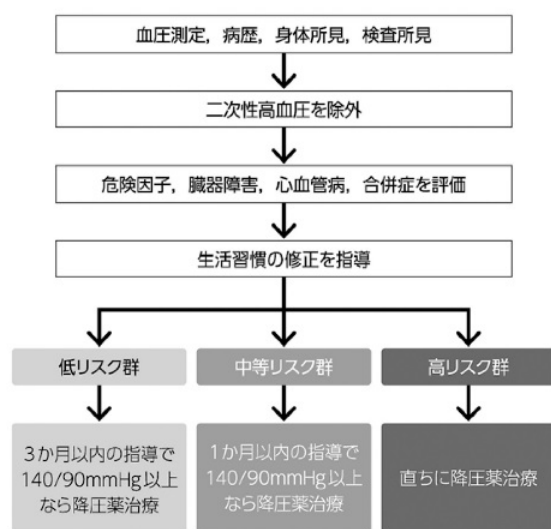 血圧測定，病歴，身体所見，検査所見
二次性高血圧を除外
危険因子，臓器障害，心血管病，合併症を評価
生活習慣の修正を指導
低リスク群
中等リスク群
高リスク群
3か月以内の指導で
140/90mmHg以上
なら降圧薬治療
1か月以内の指導で
140/90mmHg以上
なら降圧薬治療
直ちに降圧薬治療